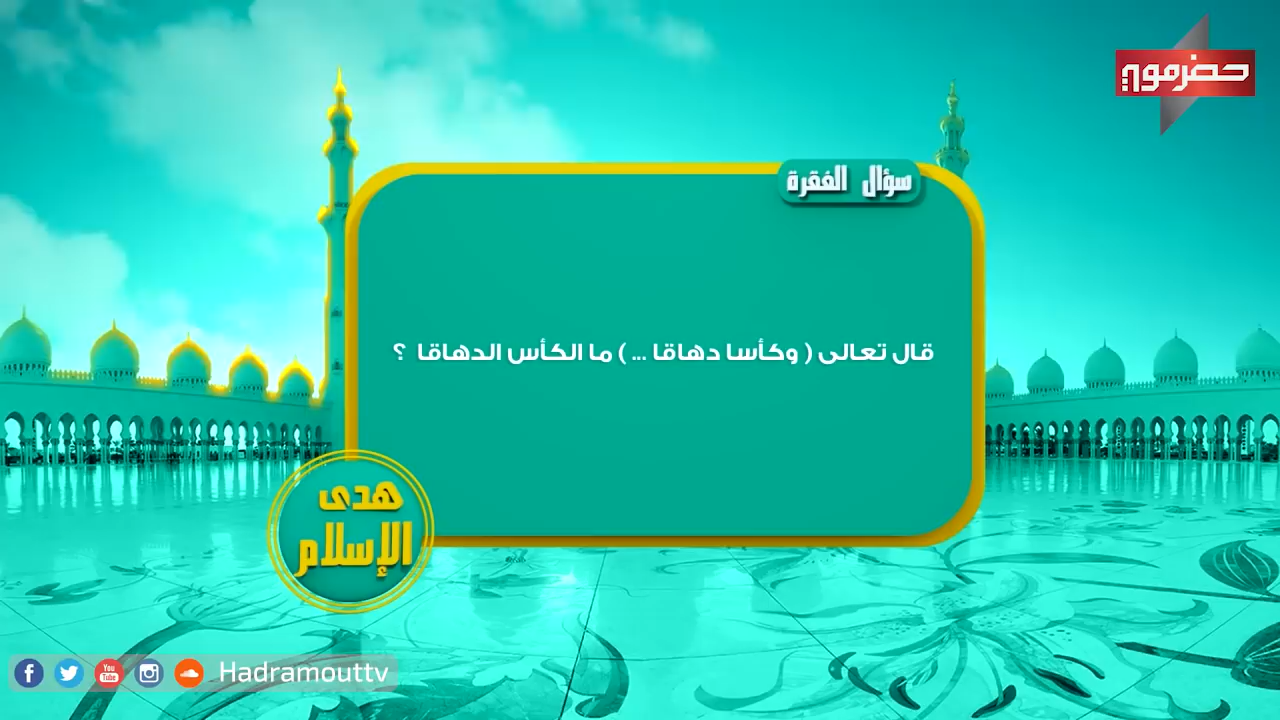 حضرموت
سؤال الفقرة
قال تعالى ( وكأسا دهاقا ... ) ما الكأس الدهاقا ؟
هدى
الإسلام
Hadramouttv